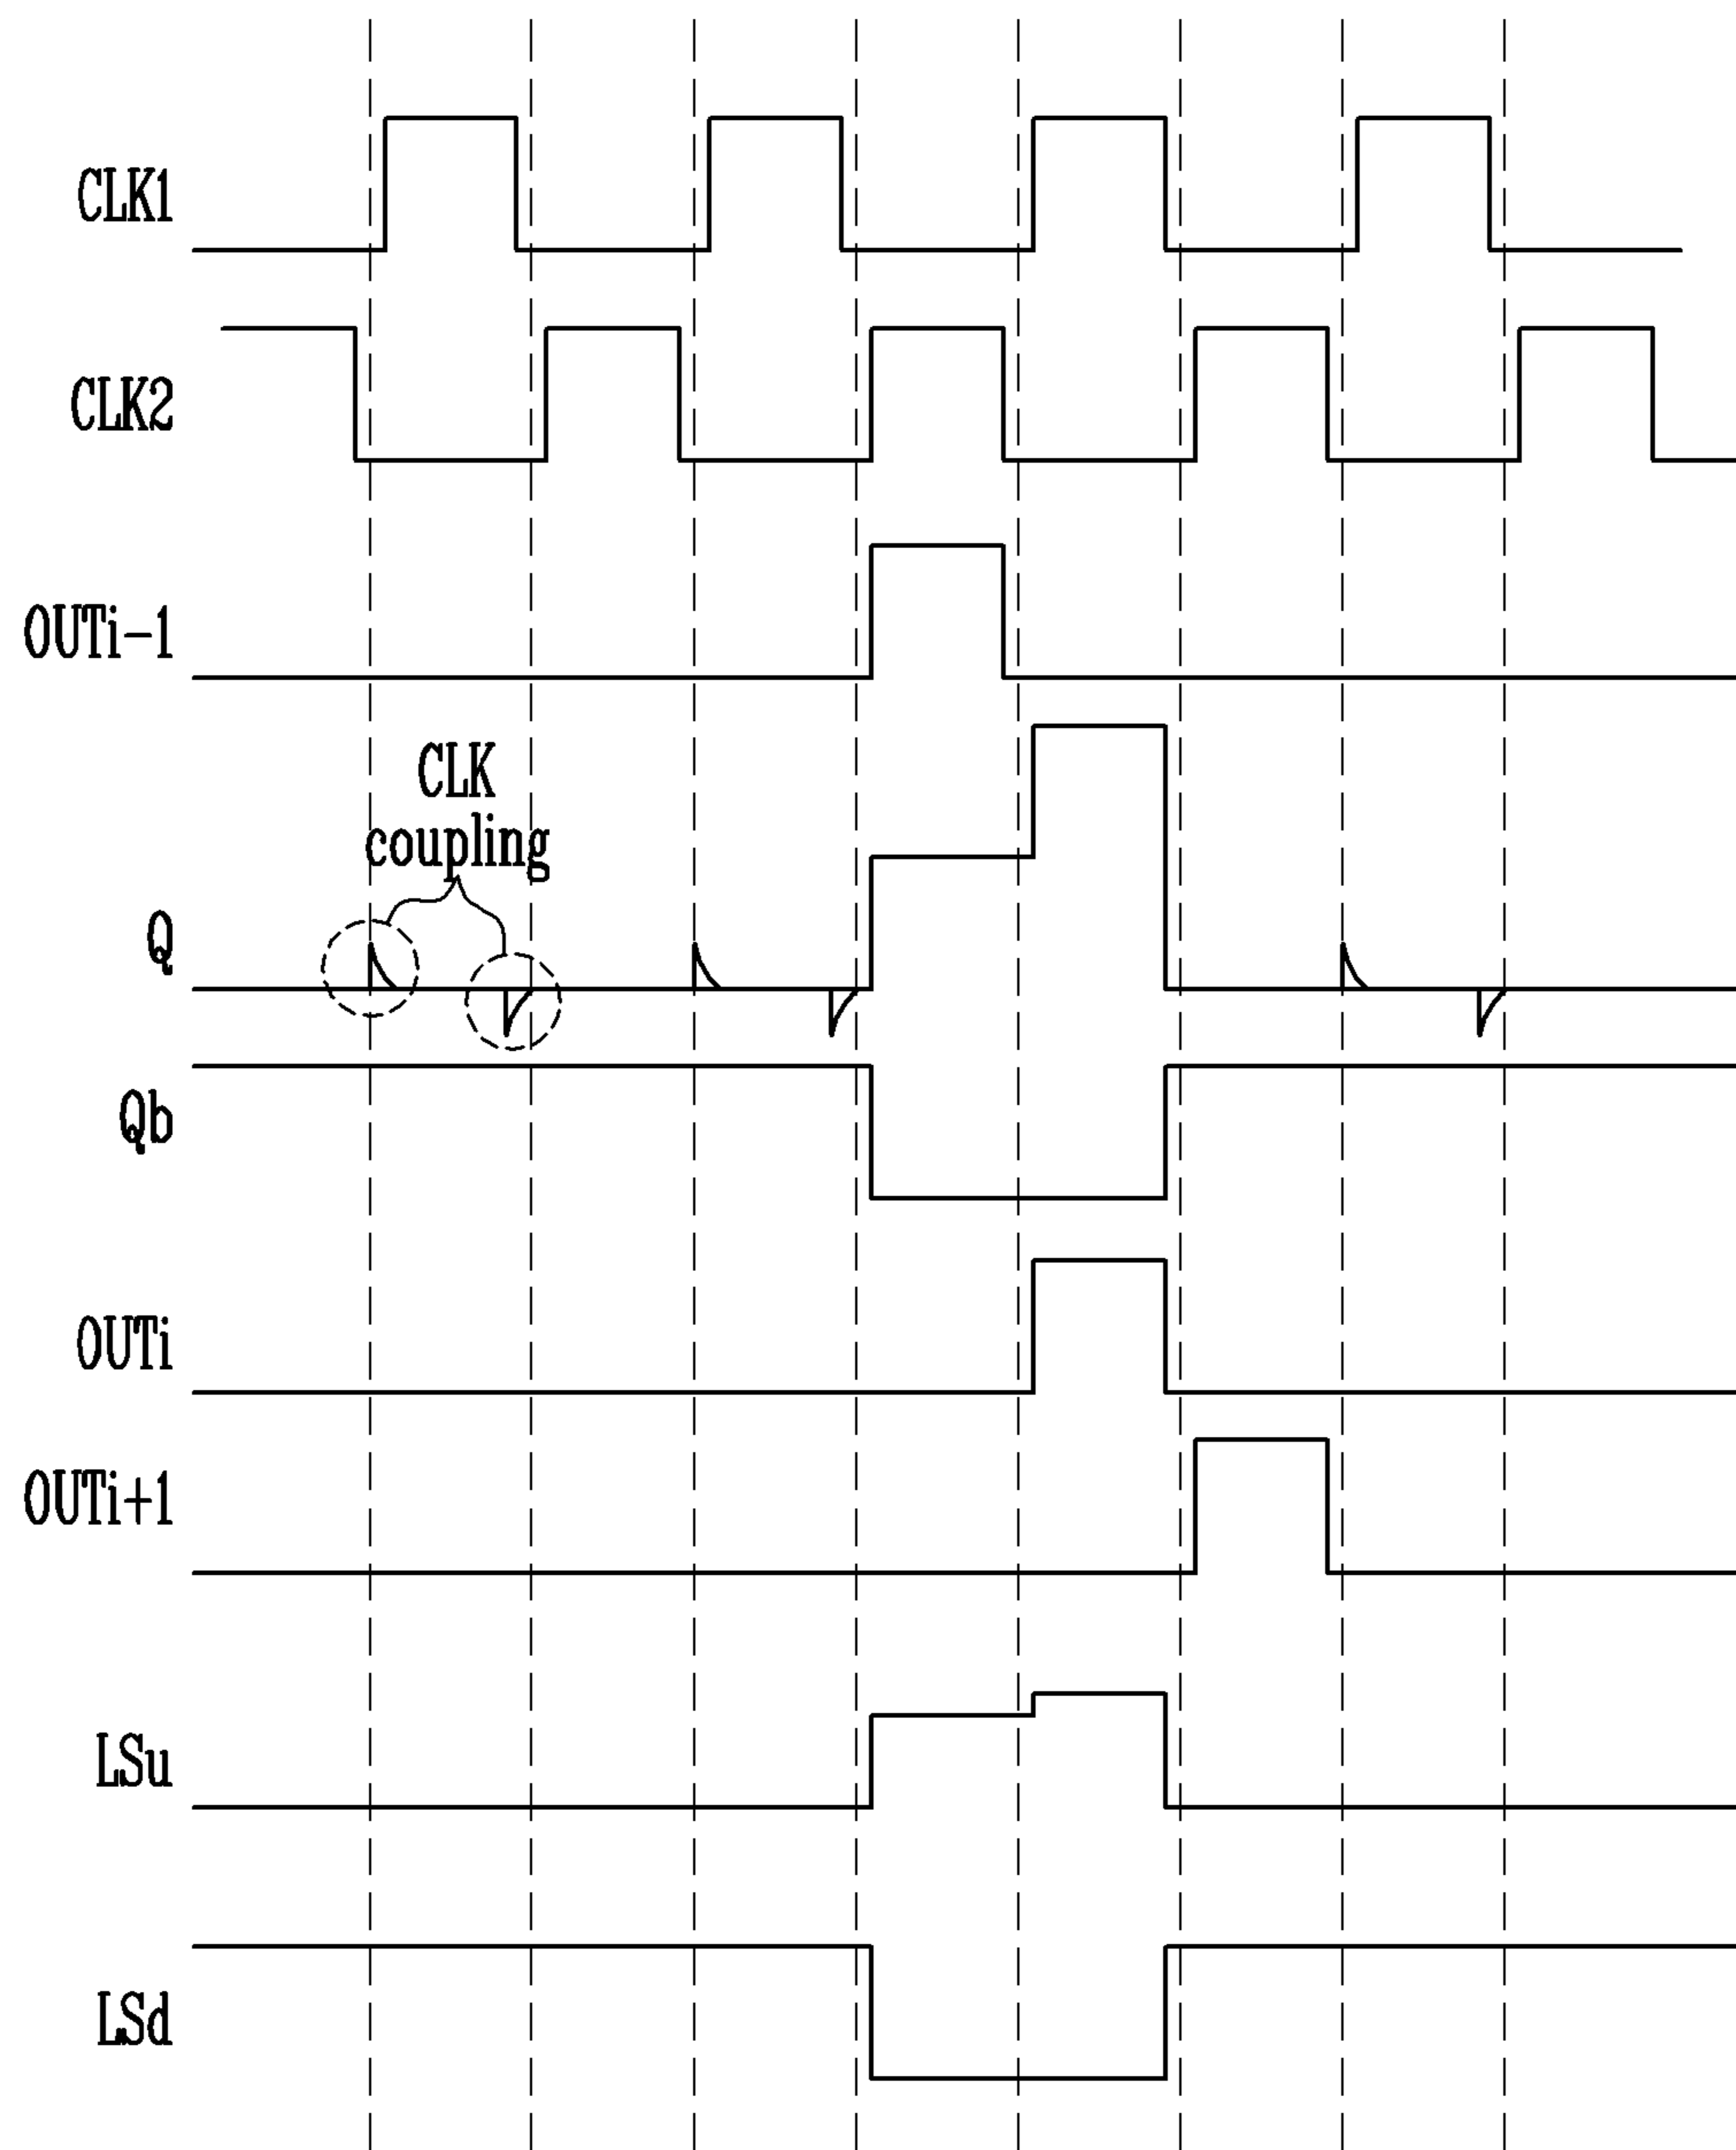 CLK1
CLK2
OUTi-1
CLK
coupling
Q
Qb
OUTi
OUTi+1
LSu
LSd